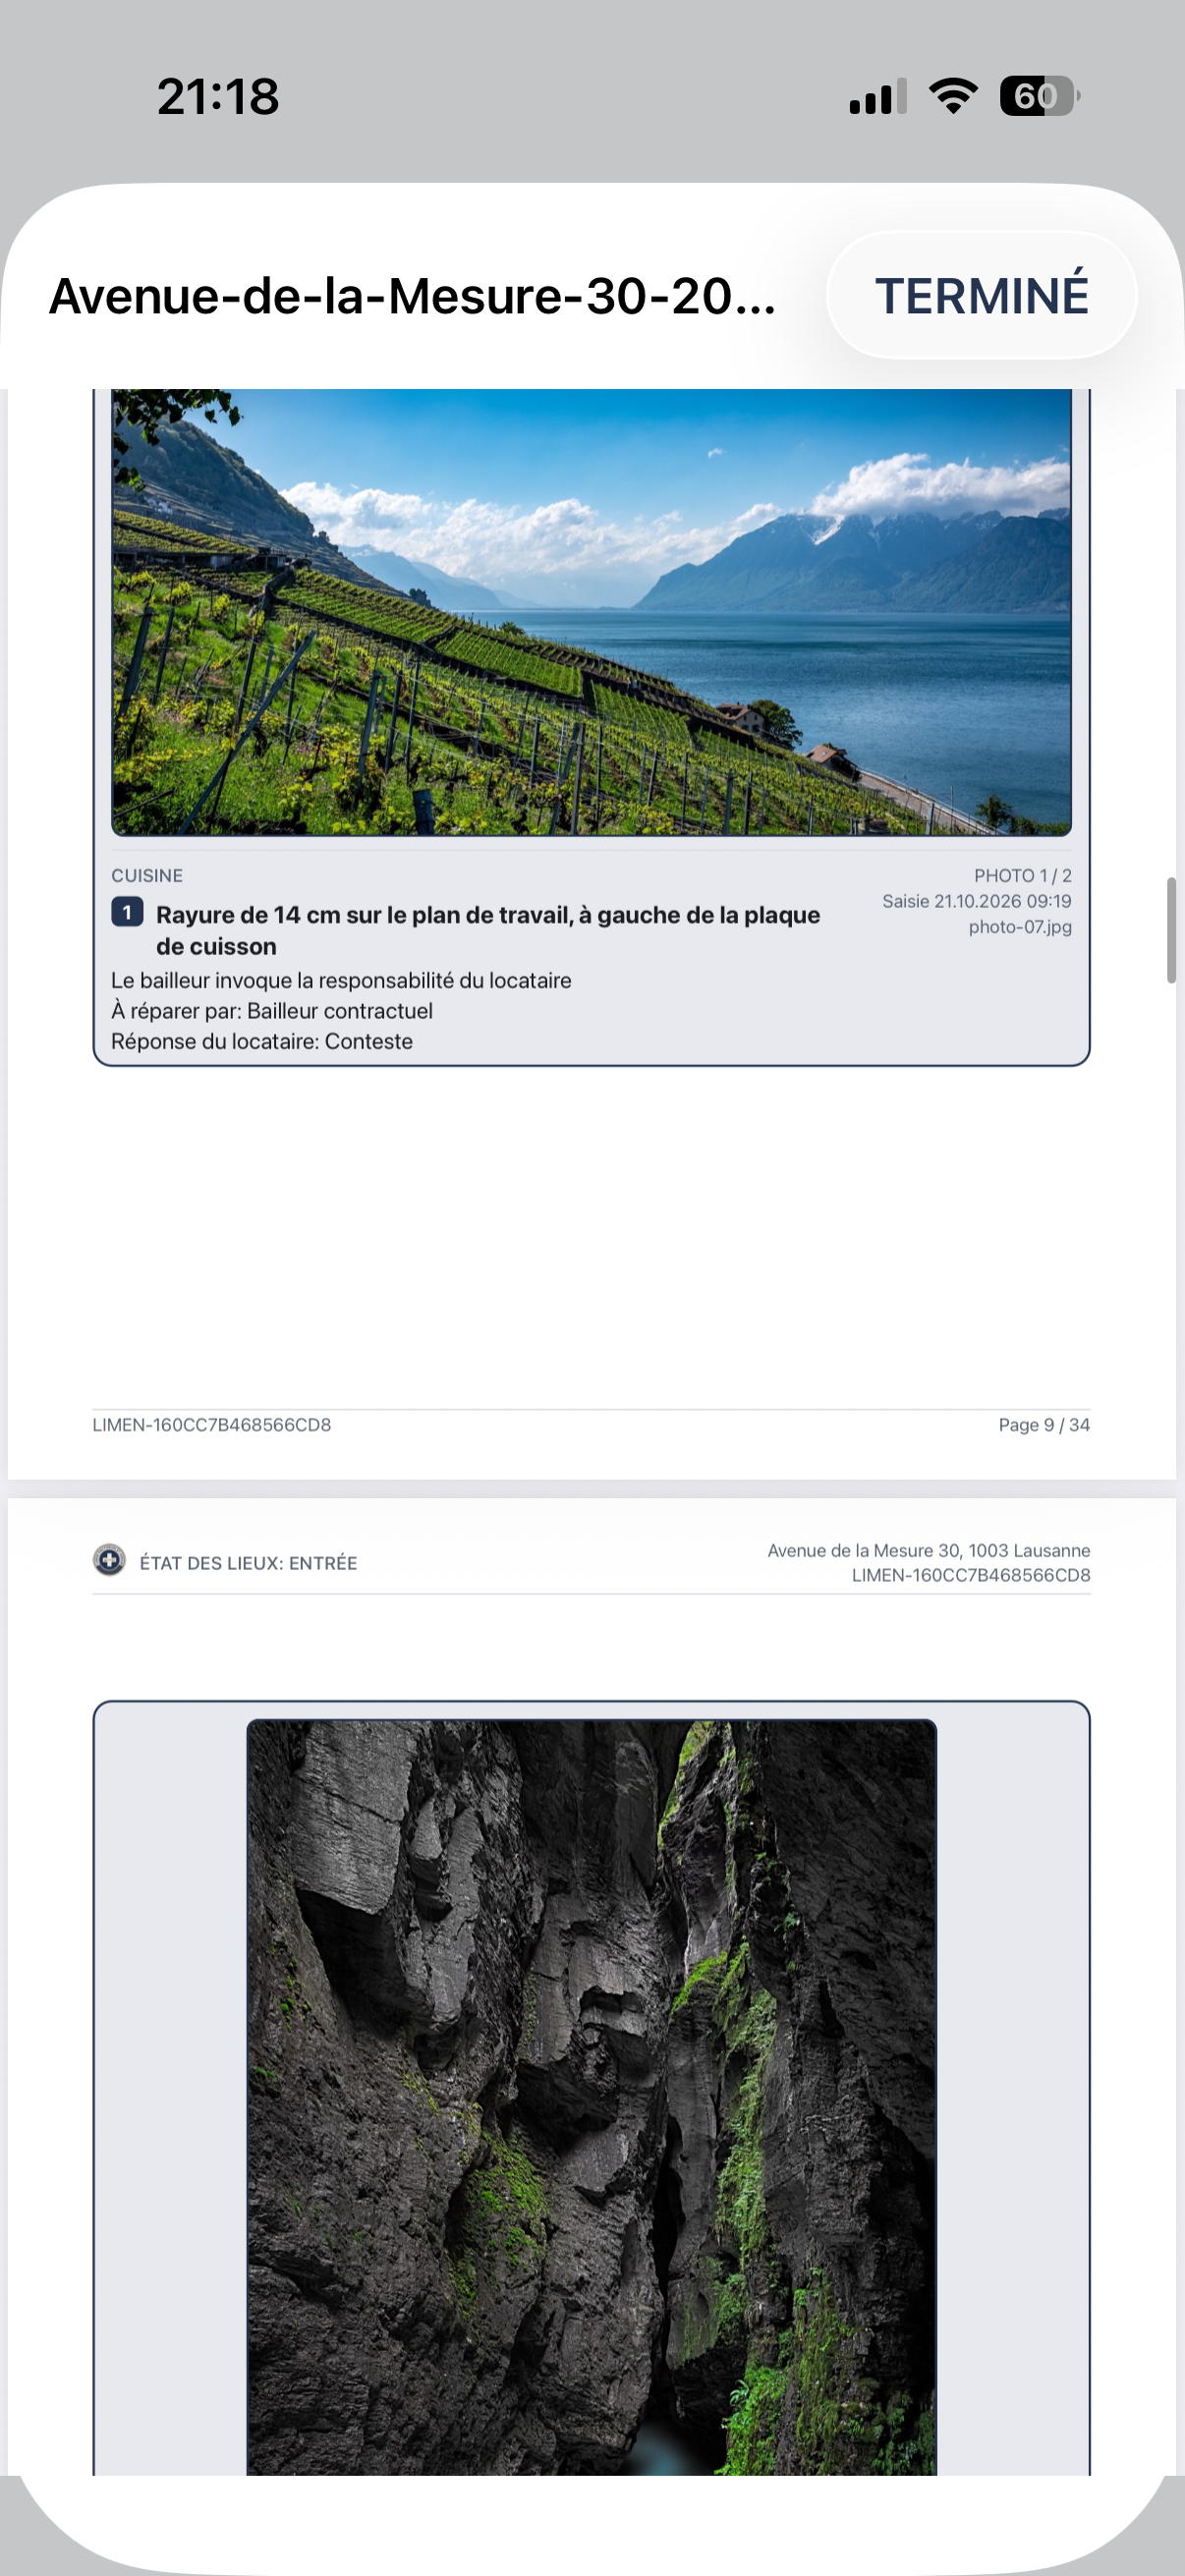 21:18
60
Avenue-de-la-Mesure-30-20...
TERMINÉ
CUISINE
PHOTO 1 / 2
1 Rayure de 14 cm sur le plan de travail, à gauche de la plaque
de cuisson
Saisie 21.10.2026 09:19
photo-07.jpg
Le bailleur invoque la responsabilité du locataire
À réparer par: Bailleur contractuel
Réponse du locataire: Conteste
LIMEN-160CC7B468566CD8
Page 9 / 34
ÉTAT DES LIEUX: ENTRÉE
Avenue de la Mesure 30, 1003 Lausanne
LIMEN-160CC7B468566CD8